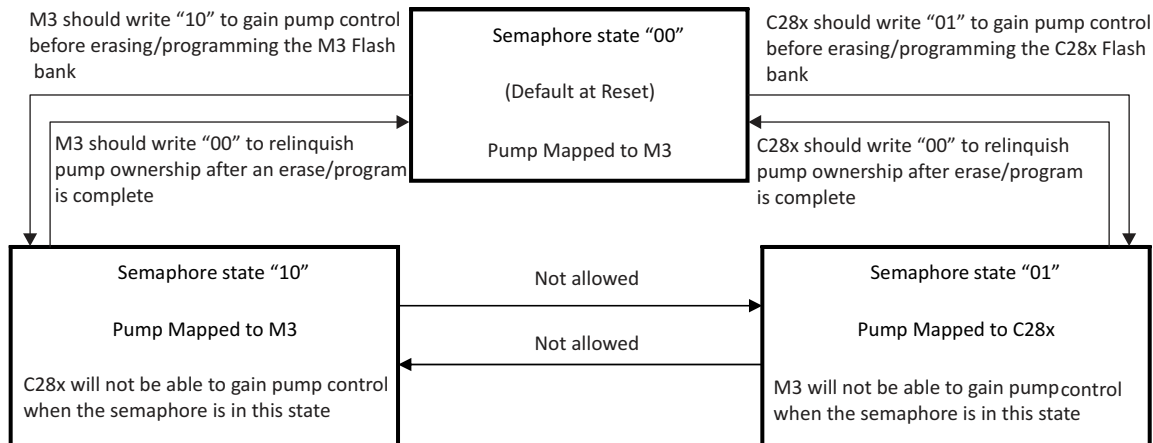 M3 should write “10” to gain pump control
before erasing/programming the M3 Flash
bank
Semaphore state “00”
(Default at Reset)
Pump Mapped to M3
C28x should write “01” to gain pump control
before erasing/programming the C28x Flash
bank
M3 should write “00” to relinquish
pump ownership after an erase/program
is complete
C28x should write “00” to relinquish
pump ownership after erase/program
is complete
Semaphore state “10”
Pump Mapped to M3
C28x will not be able to gain pump control
when the semaphore is in this state
Not allowed
Not allowed
Semaphore state “01”
Pump Mapped to C28x
M3 will not be able to gain pump control
when the semaphore is in this state